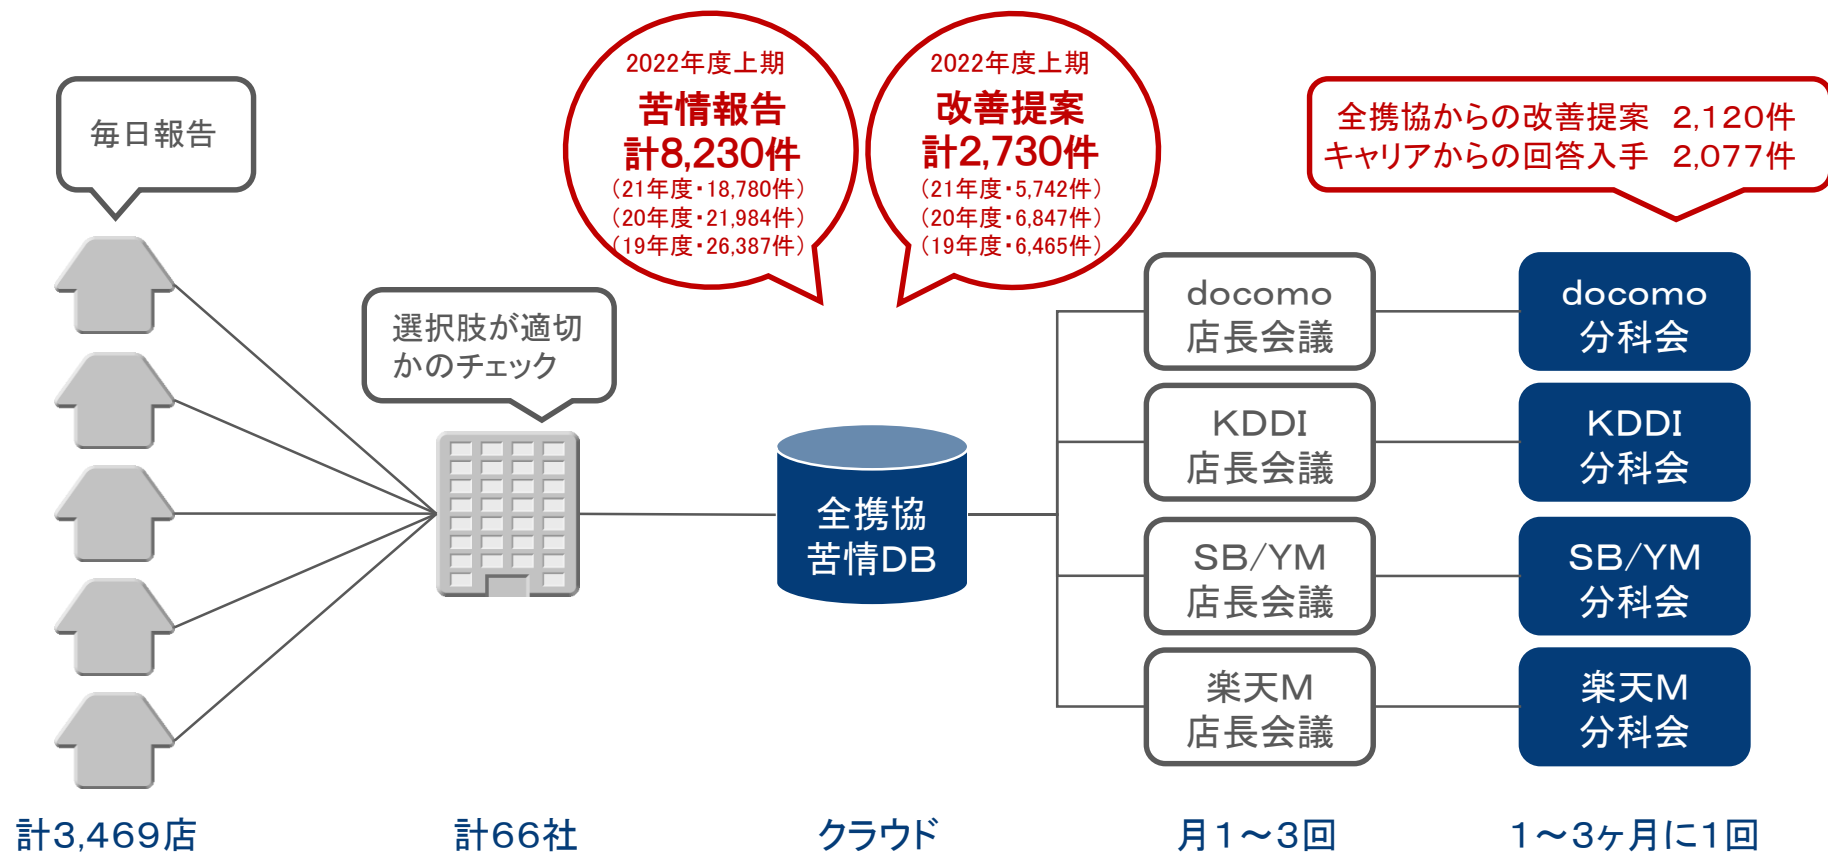 毎日報告
選択肢が適切
かのチェック
2022年度上期
苦情報告
計8,230件
(21年度・18,780件)
(20年度・21,984件)
(19年度・26,387件)
2022年度上期
改善提案
計2,730件
(21年度・5,742件)
(20年度・6,847件)
(19年度・6,465件)
全携協からの改善提案 2,120件
キャリアからの回答入手 2,077件
全携協
苦情DB
docomo
店長会議
docomo
分科会
KDDI
店長会議
KDDI
分科会
SB/YM
店長会議
SB/YM
分科会
楽天M
店長会議
楽天M
分科会
計3,469店
計66社
クラウド
月1～3回
1～3ヶ月に1回